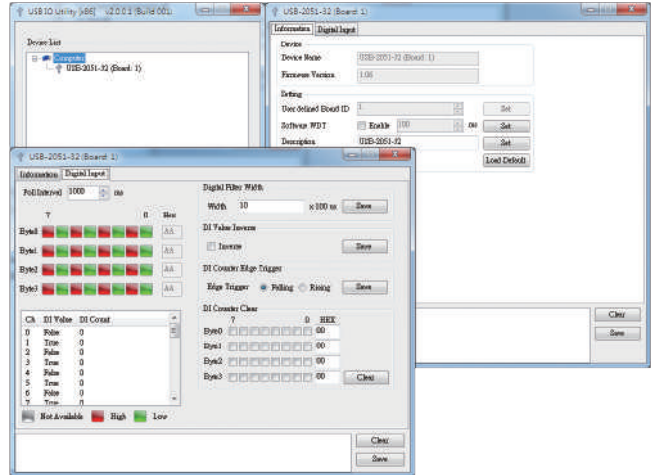 USB IO Utility [x86] v2.0.0.1 (Build 001)
Device List
Computer
USB-2051-32 (Board: 1)
USB-2051-32 (Board: 1)
Information Digital Input
Device
Device Name USB-2051-32 (Board: 1)
Firmware Version 1.06
Setting
User defined Board ID 1 Set
Software WDT Enable 100 ms Set
Description USB-2051-32 Set
Load Default
Clear
Save
USB-2051-32 (Board: 1)
Information Digital Input
Poll Interval 1000 ms
7 0 Hex
Byte0 AA
Byte1 AA
Byte2 AA
Byte3 AA
CA DI Value DI Count
0 False 0
1 True 0
2 False 0
3 True 0
4 False 0
5 True 0
6 False 0
7 True 0
Not Available High Low
Digital Filter Width
Width 10 x 100 us Save
DI Value Inverse
Inverse Save
DI Counter Edge Trigger
Edge Trigger Falling Rising Save
DI Counter Clear
7 0 HEX
Byte0 00
Byte1 00
Byte2 00
Byte3 00 Clear
Clear
Save